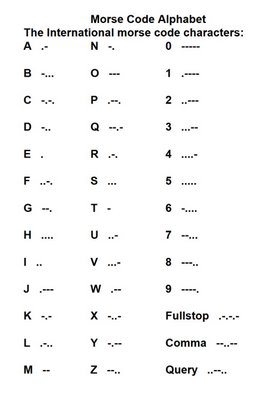 Morse Code Alphabet
The International morse code characters:
A .- N -. 0 -----
B -... O --- 1 .----
C -.-. P .--. 2 ..---
D -.. Q --.- 3 ...--
E . R .-. 4 ....-
F ..-. S ... 5 .....
G --. T - 6 -....
H .... U ..- 7 --...
I .. V ...- 8 ---..
J .--- W .-- 9 ----.
K -.- X -..- Fullstop .-.-.-
L .-.. Y -.-- Comma --..--
M -- Z --.. Query ..--..